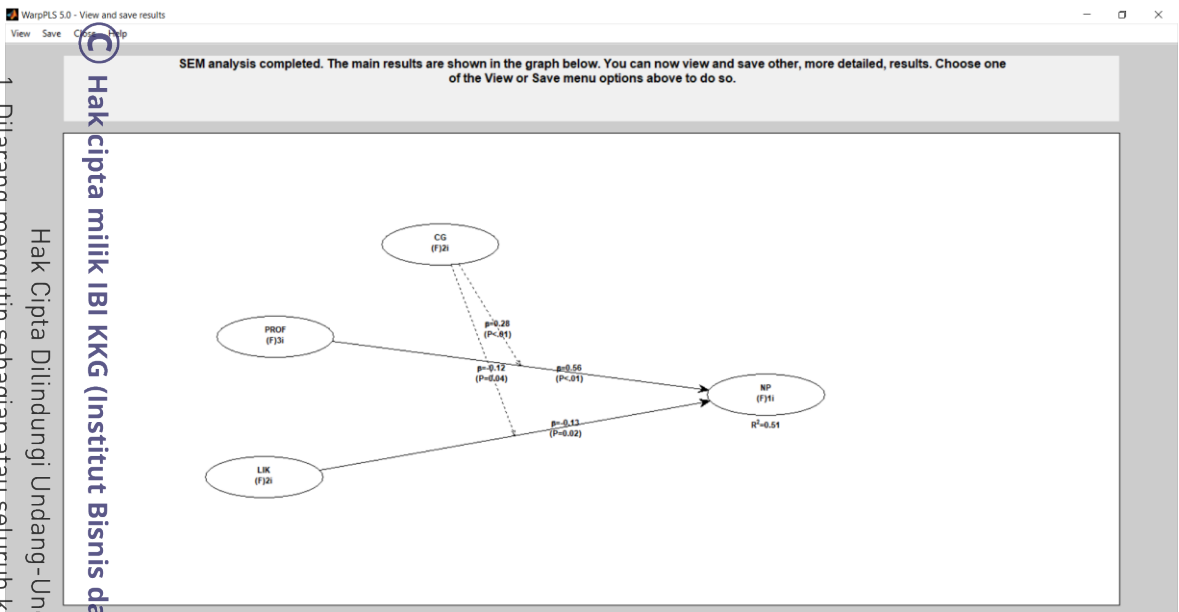 WarpPLS 5.0 - View and save results
View Save Close Help
SEM analysis completed. The main results are shown in the graph below. You can now view and save other, more detailed, results. Choose one
of the View or Save menu options above to do so.
CG
(F)2i
PROF
(F)3i
β=0.28
(P<.01)
β=-0.12
(P=0.04)
β=0.56
(P<.01)
NP
(F)1i
R²=0.51
β=-0.13
(P=0.02)
LIK
(F)2i
© Hak cipta milik IBI KKG (Institut Bisnis da
Hak Cipta Dilindungi Undang-Un
1. Dilarang mengutip sebagian atau seluruh k